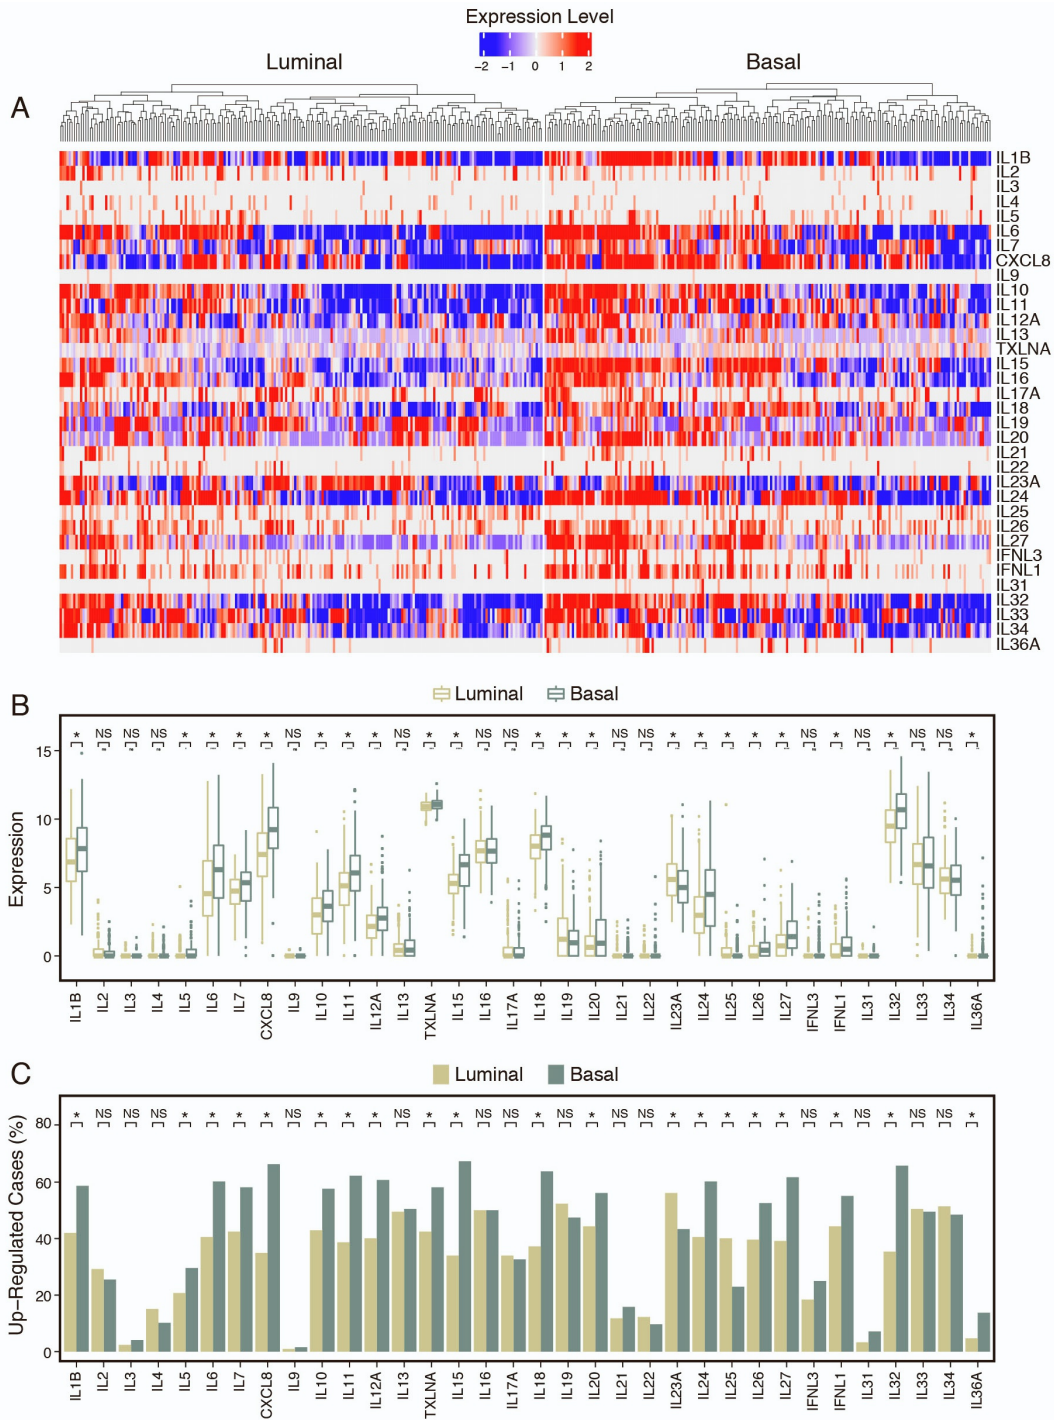 Expression Level
-2 -1 0 1 2
Luminal Basal
A
IL1B
IL2
IL3
IL4
IL5
IL6
IL7
CXCL8
IL9
IL10
IL11
IL12A
IL13
TXLNA
IL15
IL16
IL17A
IL18
IL19
IL20
IL21
IL22
IL23A
IL24
IL25
IL26
IL27
IFNL3
IFNL1
IL31
IL32
IL33
IL34
IL36A
B
Luminal Basal
* NS NS NS * * * * NS * * * NS * * NS NS * * * NS NS * * * * * NS * NS * NS NS *
15
10
5
0
Expression
IL1B IL2 IL3 IL4 IL5 IL6 IL7 CXCL8 IL9 IL10 IL11 IL12A IL13 TXLNA IL15 IL16 IL17A IL18 IL19 IL20 IL21 IL22 IL23A IL24 IL25 IL26 IL27 IFNL3 IFNL1 IL31 IL32 IL33 IL34 IL36A
C
Luminal Basal
* NS NS NS * * * * NS * * * NS * * NS NS * NS * NS NS * * * * * NS * NS * NS NS *
80
60
40
20
0
Up-Regulated Cases (%)
IL1B IL2 IL3 IL4 IL5 IL6 IL7 CXCL8 IL9 IL10 IL11 IL12A IL13 TXLNA IL15 IL16 IL17A IL18 IL19 IL20 IL21 IL22 IL23A IL24 IL25 IL26 IL27 IFNL3 IFNL1 IL31 IL32 IL33 IL34 IL36A